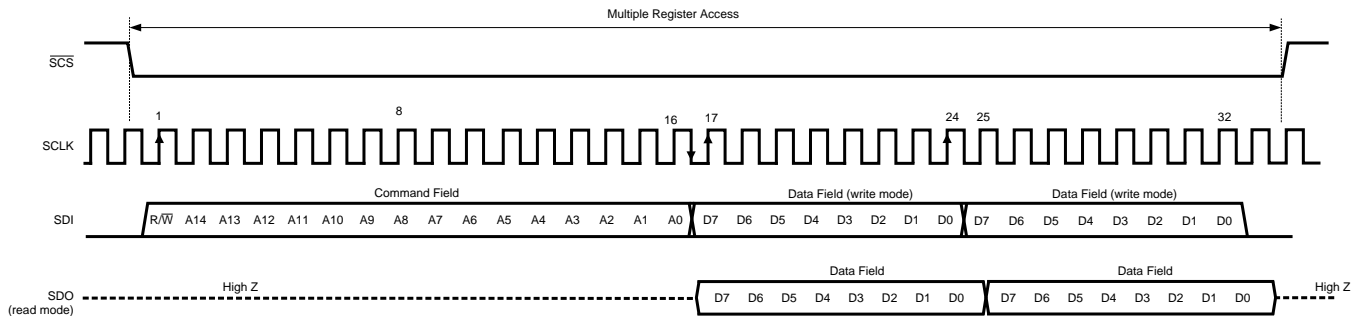 Multiple Register Access
SCS
1 8 16 17 24 25 32
SCLK
Command Field Data Field (write mode) Data Field (write mode)
SDI R/W A14 A13 A12 A11 A10 A9 A8 A7 A6 A5 A4 A3 A2 A1 A0 D7 D6 D5 D4 D3 D2 D1 D0 D7 D6 D5 D4 D3 D2 D1 D0
Data Field Data Field
High Z High Z
SDO D7 D6 D5 D4 D3 D2 D1 D0 D7 D6 D5 D4 D3 D2 D1 D0
(read mode)